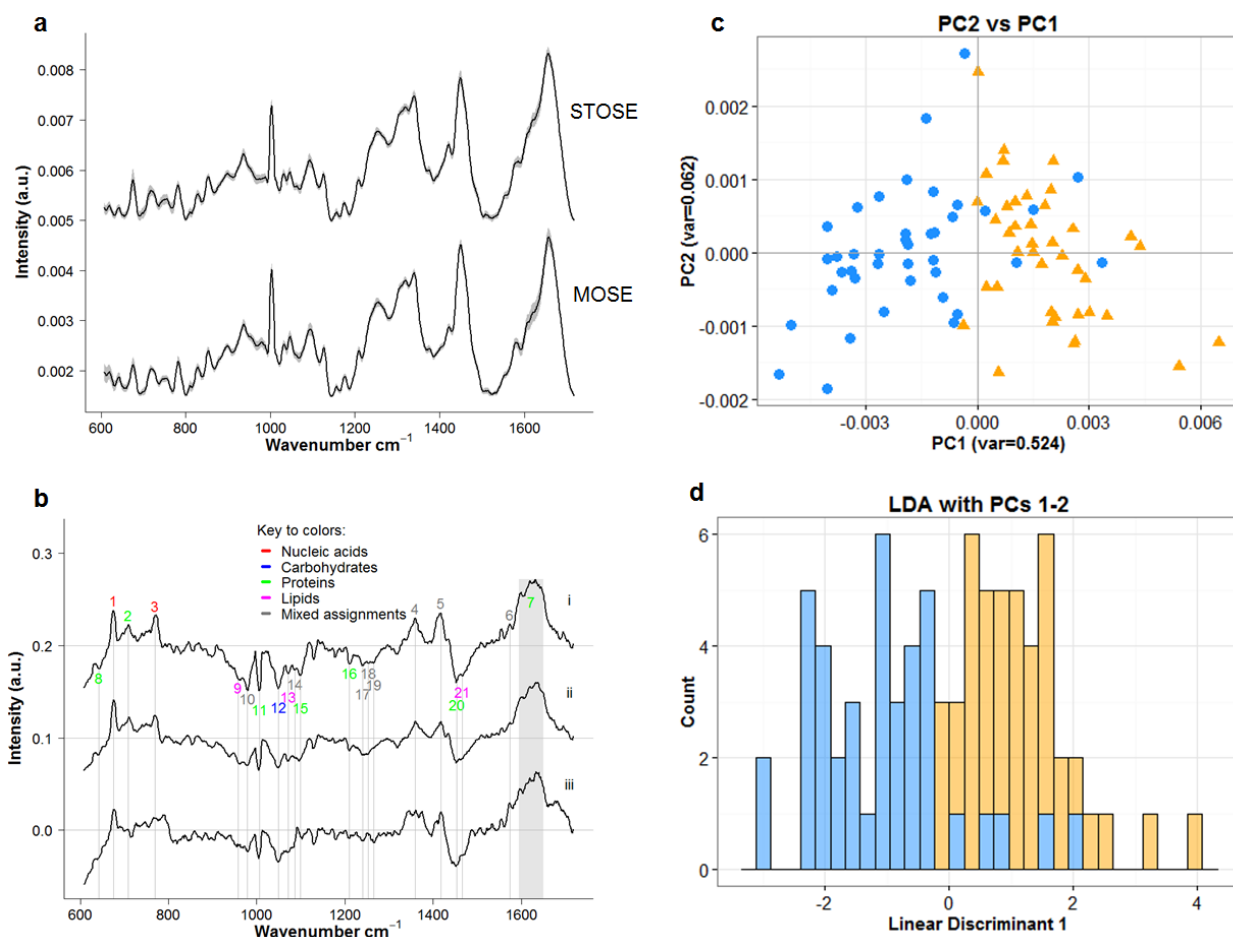 a
0.008
0.007
0.006
0.005
0.004
0.003
0.002
Intensity (a.u.)
STOSE
MOSE
600 800 1000 1200 1400 1600
Wavenumber cm⁻¹
b
Key to colors:
Nucleic acids
Carbohydrates
Proteins
Lipids
Mixed assignments
0.3
0.2
0.1
0.0
Intensity (a.u.)
1 2 3 4 5 6 7
8 9 10 11 12 13 14 15 16 17 18 19 20 21
i
ii
iii
600 800 1000 1200 1400 1600
Wavenumber cm⁻¹
c
PC2 vs PC1
0.002
0.001
0.000
-0.001
-0.002
PC2 (var=0.062)
-0.003 0.000 0.003 0.006
PC1 (var=0.524)
d
LDA with PCs 1-2
6
4
2
0
Count
-2 0 2 4
Linear Discriminant 1